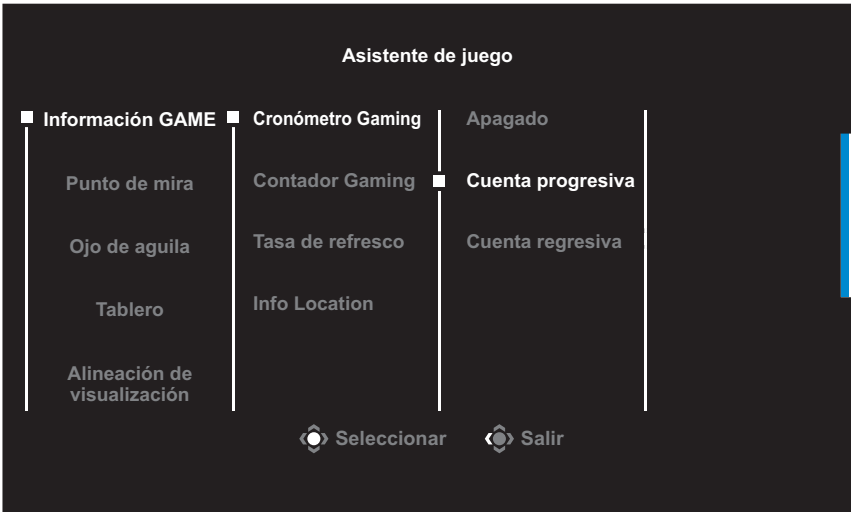 Asistente de juego
Información GAME
Cronómetro Gaming
Apagado
Punto de mira
Contador Gaming
Cuenta progresiva
Ojo de aguila
Tasa de refresco
Cuenta regresiva
Tablero
Info Location
Alineación de
visualización
Seleccionar
Salir